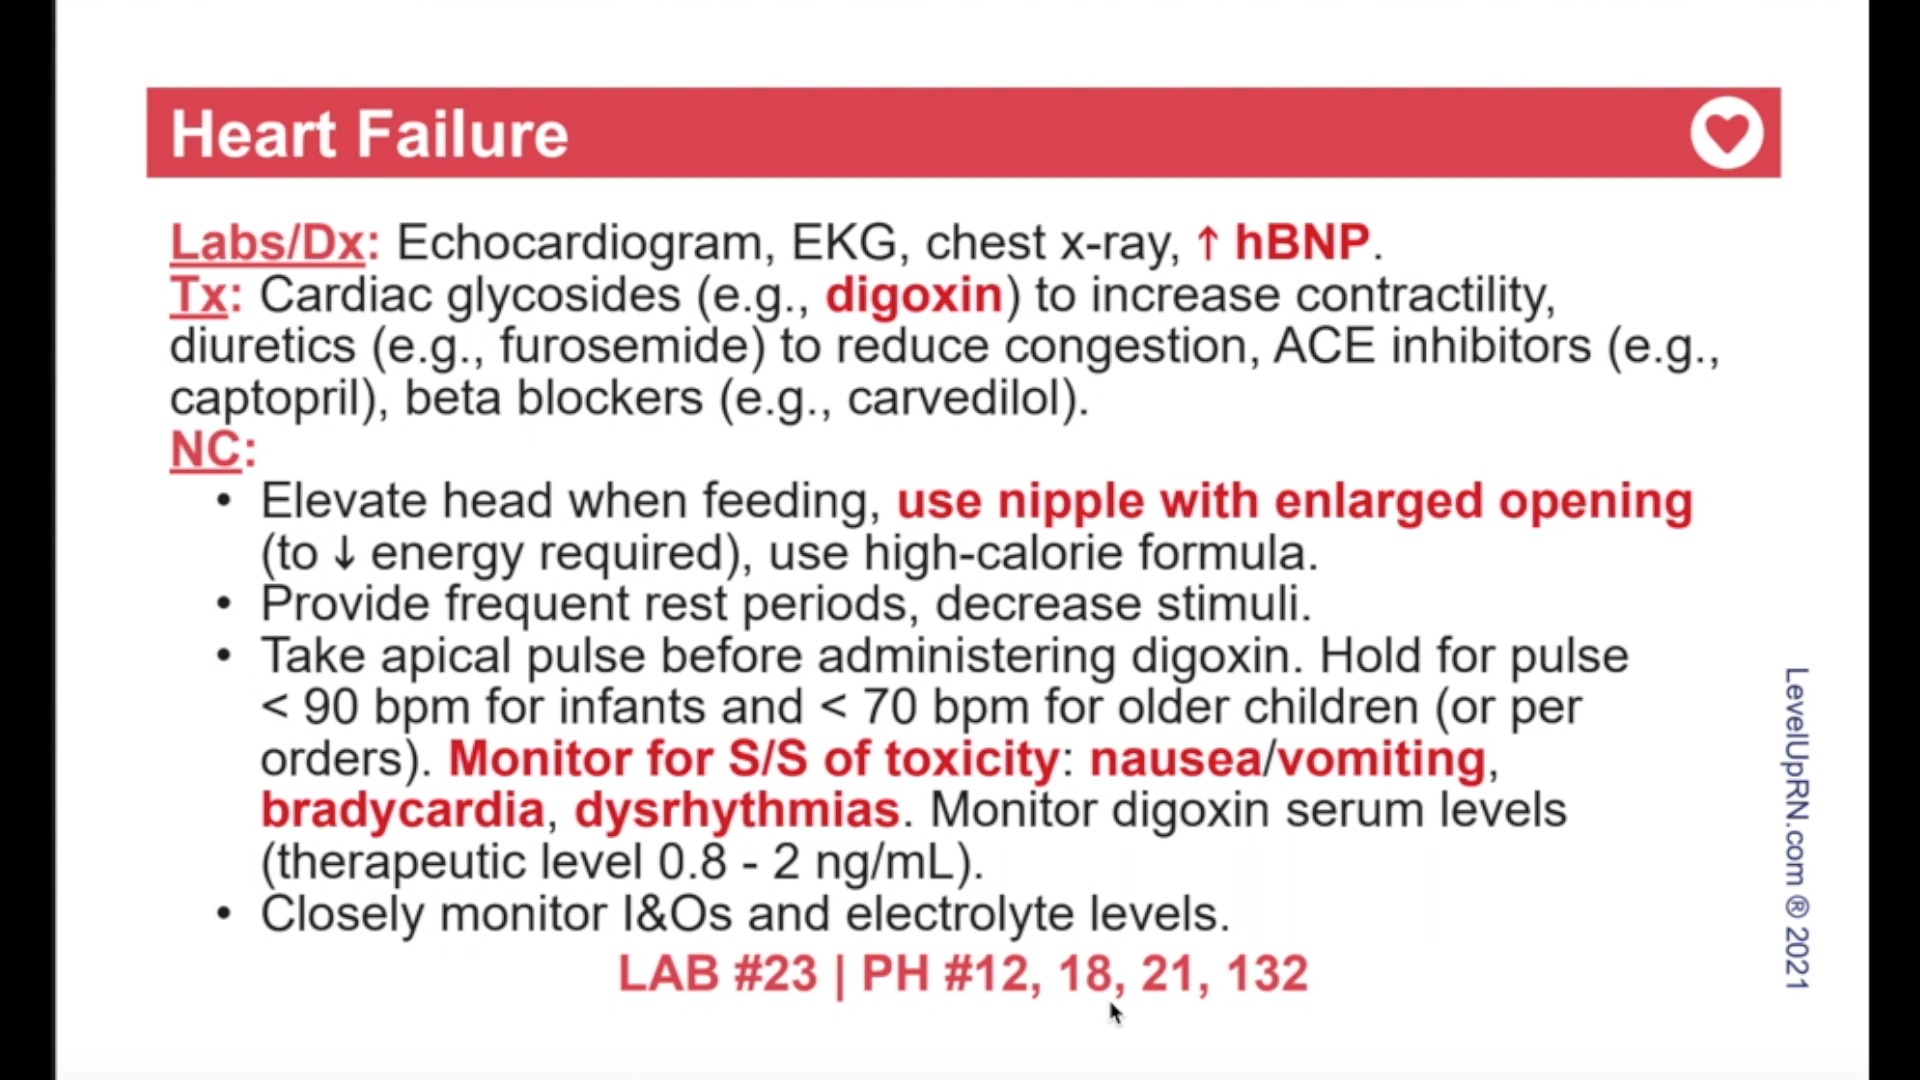 Heart Failure
Labs/Dx: Echocardiogram, EKG, chest x-ray, ↑ hBNP.
Tx: Cardiac glycosides (e.g., digoxin) to increase contractility,
diuretics (e.g., furosemide) to reduce congestion, ACE inhibitors (e.g.,
captopril), beta blockers (e.g., carvedilol).
NC:
• Elevate head when feeding, use nipple with enlarged opening
(to ↓ energy required), use high-calorie formula.
• Provide frequent rest periods, decrease stimuli.
• Take apical pulse before administering digoxin. Hold for pulse
< 90 bpm for infants and < 70 bpm for older children (or per
orders). Monitor for S/S of toxicity: nausea/vomiting,
bradycardia, dysrhythmias. Monitor digoxin serum levels
(therapeutic level 0.8 - 2 ng/mL).
• Closely monitor I&Os and electrolyte levels.
LAB #23 | PH #12, 18, 21, 132
LevelUpRN.com ® 2021